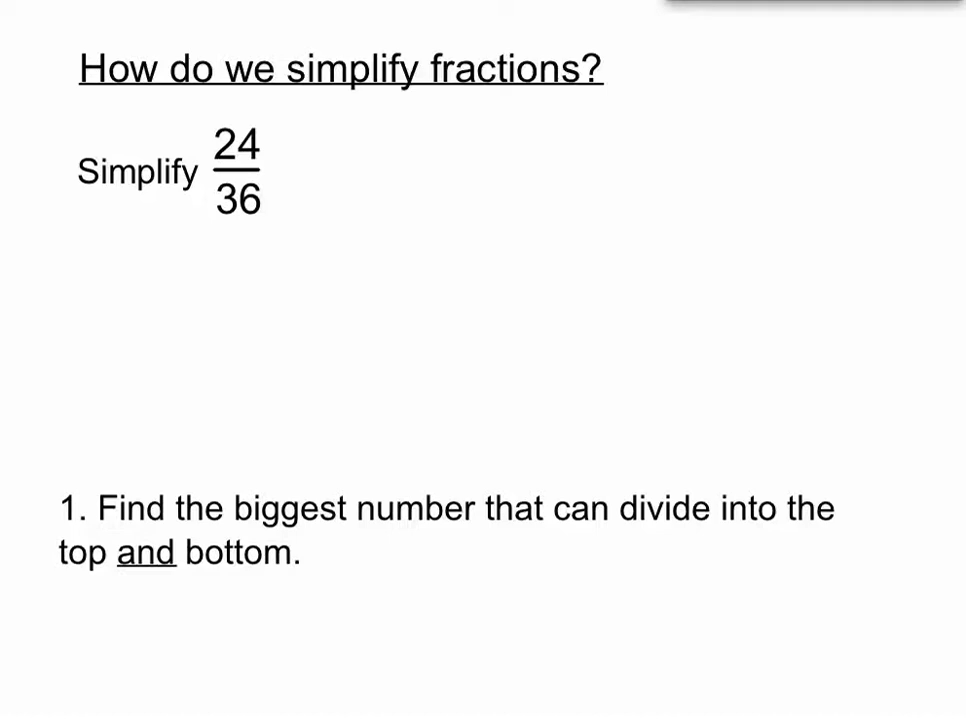 How do we simplify fractions?
Simplify 24/36
1. Find the biggest number that can divide into the
top and bottom.